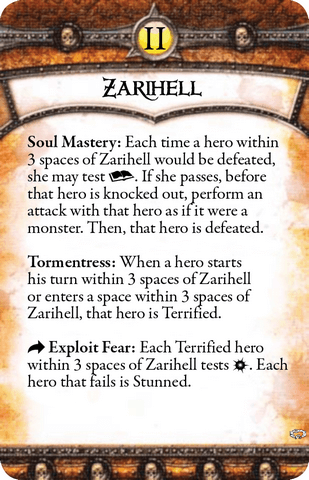 II
Zarihell
Soul Mastery: Each time a hero within
3 spaces of Zarihell would be defeated,
she may test . If she passes, before
that hero is knocked out, perform an
attack with that hero as if it were a
monster. Then, that hero is defeated.
Tormentress: When a hero starts
his turn within 3 spaces of Zarihell
or enters a space within 3 spaces of
Zarihell, that hero is Terrified.
Exploit Fear: Each Terrified hero
within 3 spaces of Zarihell tests . Each
hero that fails is Stunned.